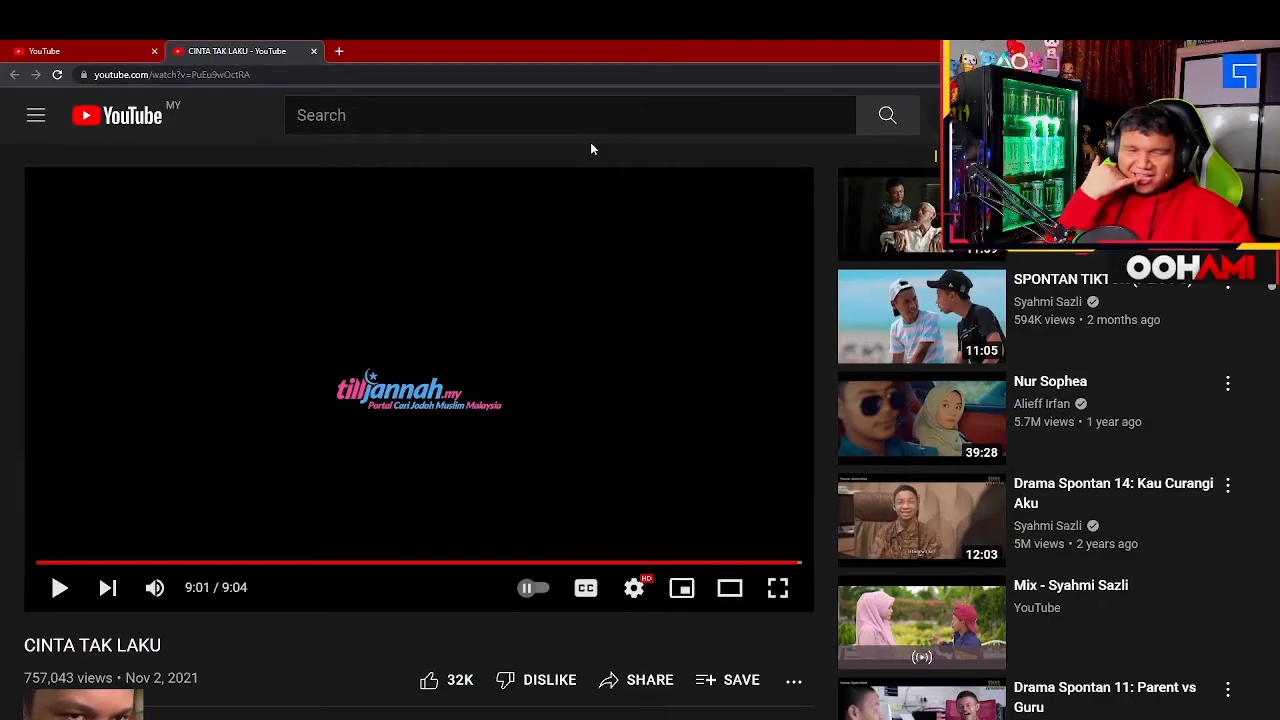 YouTube
CINTA TAK LAKU - YouTube
youtube.com/watch?v=PuEu9wOctRA
YouTube
MY
Search
OOHAMI
tilljannah.my
Portal Cari Jodoh Muslim Malaysia
9:01 / 9:04
HD
CC
CINTA TAK LAKU
757,043 views • Nov 2, 2021
32K
DISLIKE
SHARE
SAVE
SPONTAN
Syahmi Sazli
594K views • 2 months ago
11:05
Nur Sophea
Alieff Irfan
5.7M views • 1 year ago
39:28
Drama Spontan 14: Kau Curangi
Aku
Syahmi Sazli
5M views • 2 years ago
12:03
Mix - Syahmi Sazli
YouTube
Drama Spontan 11: Parent vs
Guru